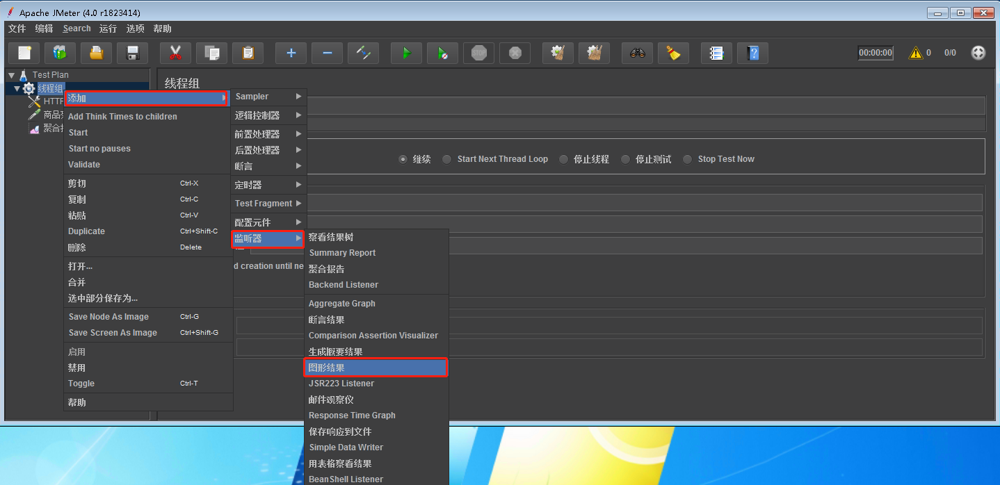 Apache JMeter (4.0 r1823414)
文件 编辑 Search 运行 选项 帮助
STOP
00:00:00 0 0/0
Test Plan
线程组
HTT
商品
聚合
线程组
继续 Start Next Thread Loop 停止线程 停止测试 Stop Test Now
d creation until ne
添加
Add Think Times to children
Start
Start no pauses
Validate
剪切 Ctrl-X
复制 Ctrl-C
粘贴 Ctrl-V
Duplicate Ctrl+Shift-C
删除 Delete
打开...
合并
选中部分保存为...
Save Node As Image Ctrl-G
Save Screen As Image Ctrl+Shift-G
启用
禁用
Toggle Ctrl-T
帮助
Sampler
逻辑控制器
前置处理器
后置处理器
断言
定时器
Test Fragment
配置元件
监听器
察看结果树
Summary Report
聚合报告
Backend Listener
Aggregate Graph
断言结果
Comparison Assertion Visualizer
生成概要结果
图形结果
JSR223 Listener
邮件观察仪
Response Time Graph
保存响应到文件
Simple Data Writer
用表格察看结果
BeanShell Listener